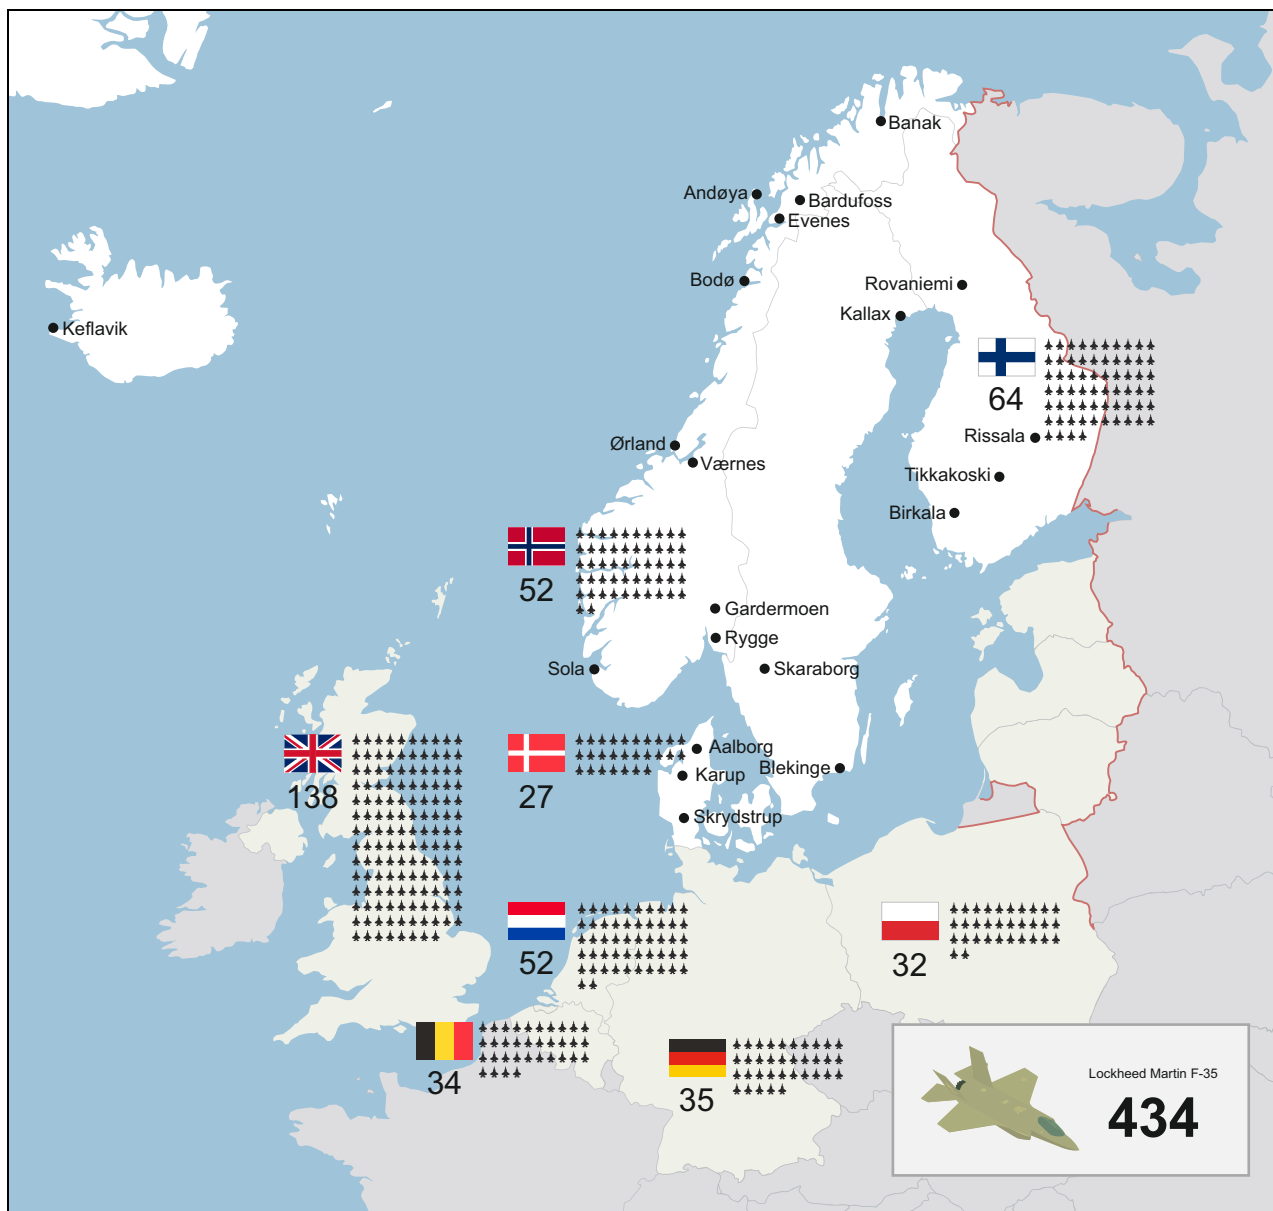 Banak
Andøya
Bardufoss
Evenes
Bodø
Rovaniemi
Kallax
Keflavik
64
Rissala
Ørland
Værnes
Tikkakoski
Birkala
52
Gardermoen
Rygge
Sola
Skaraborg
Aalborg
Blekinge
Karup
138
27
Skrydstrup
52
32
34
35
Lockheed Martin F-35
434